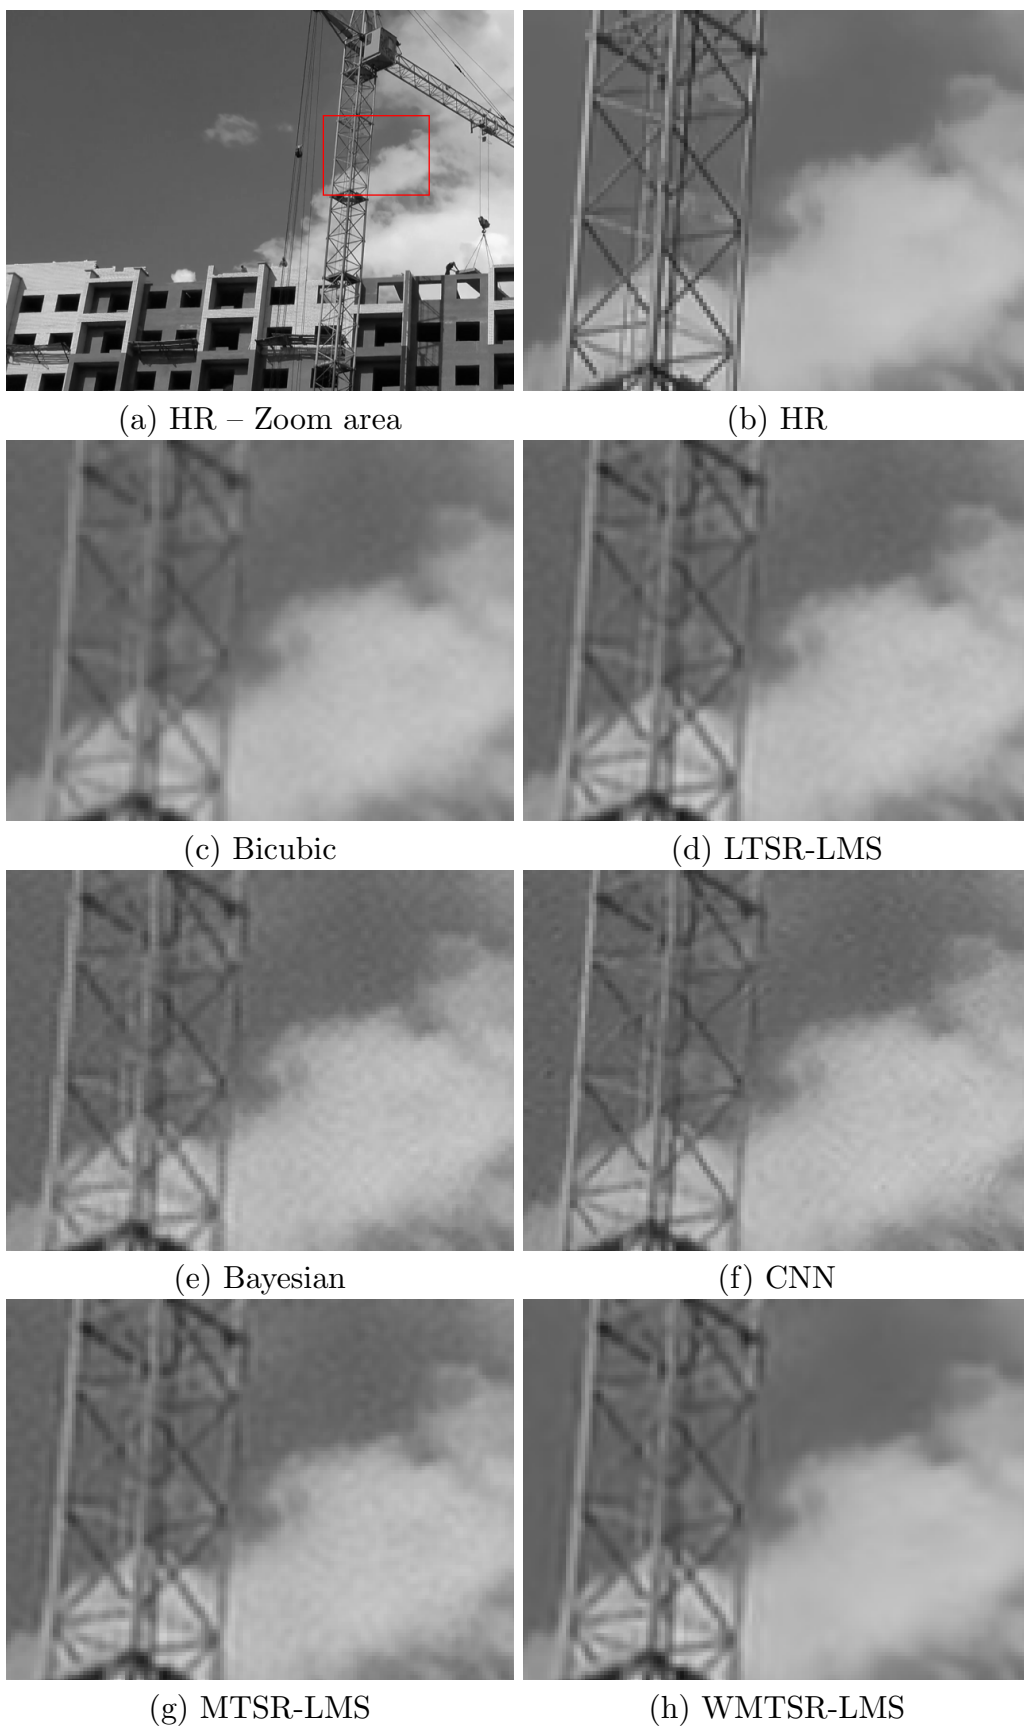 (a) HR – Zoom area
(b) HR
(c) Bicubic
(d) LTSR-LMS
(e) Bayesian
(f) CNN
(g) MTSR-LMS
(h) WMTSR-LMS